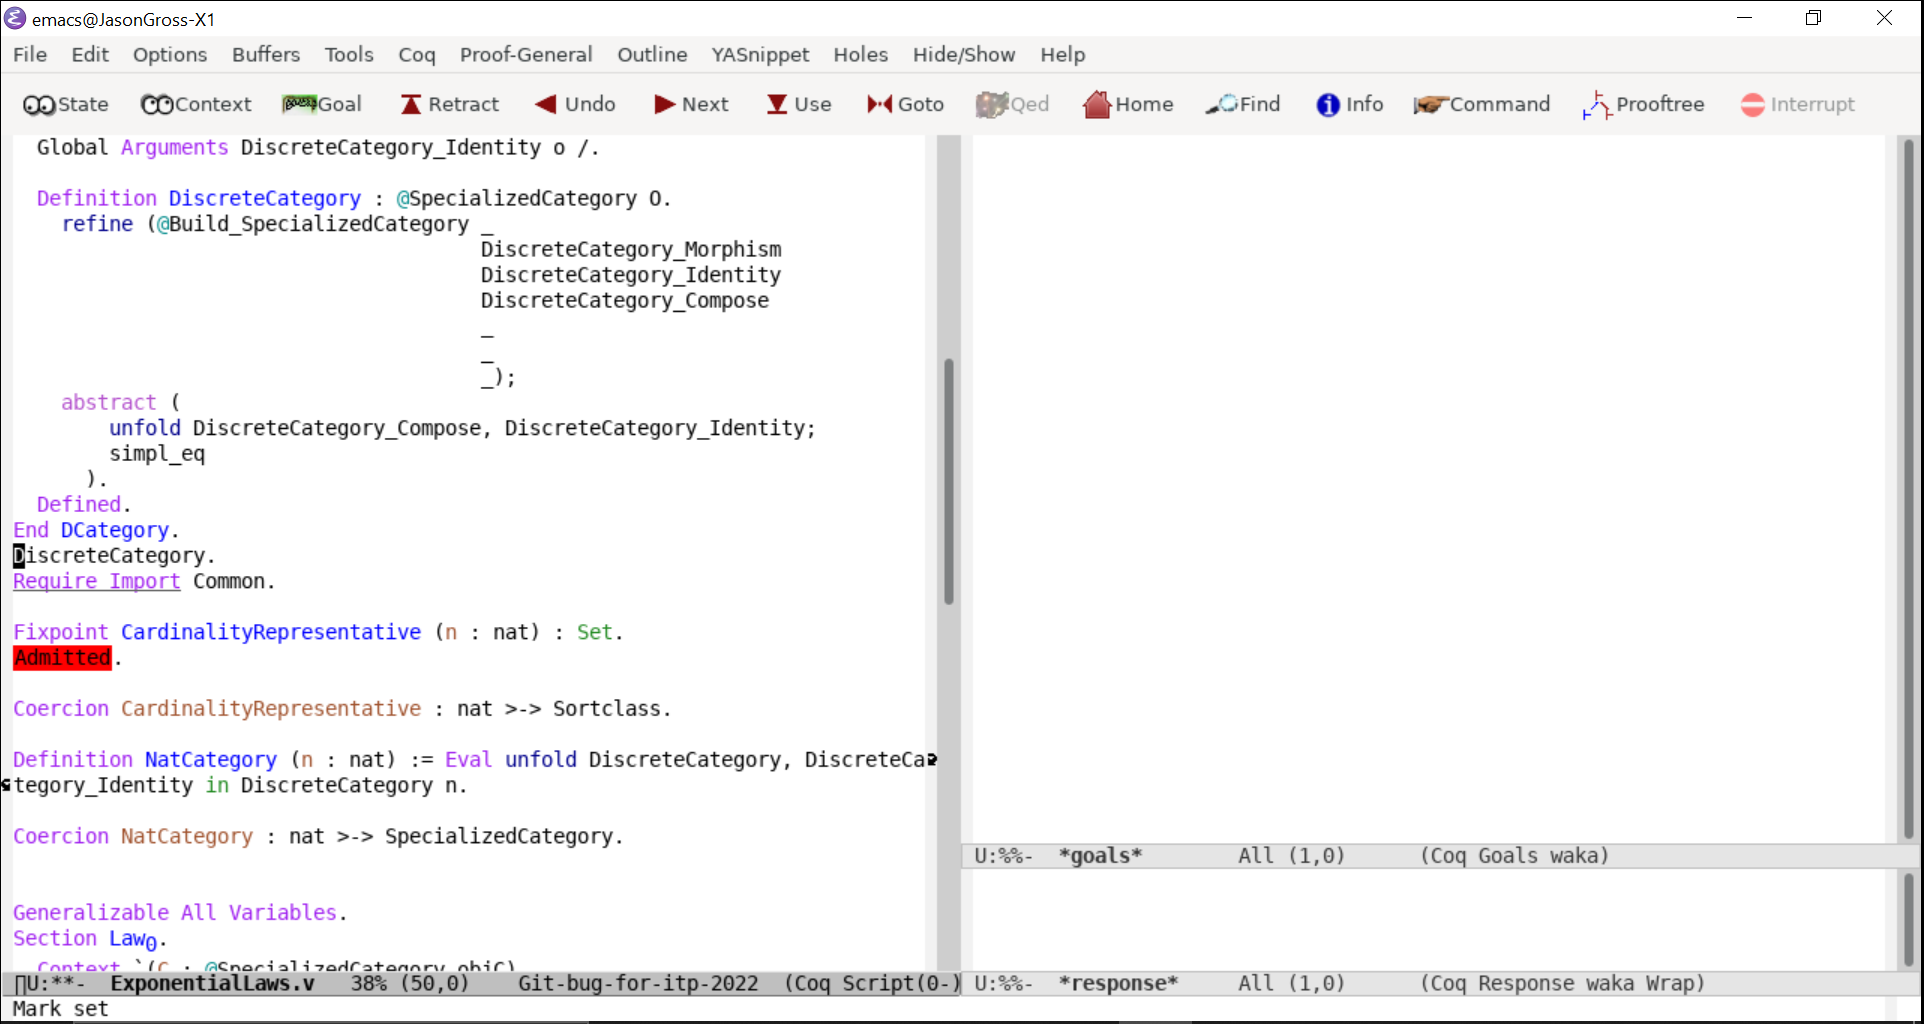 emacs@JasonGross-X1
File Edit Options Buffers Tools Coq Proof-General Outline YASnippet Holes Hide/Show Help
State Context Goal Retract Undo Next Use Goto Qed Home Find Info Command Prooftree Interrupt
Global Arguments DiscreteCategory_Identity o /.
Definition DiscreteCategory : @SpecializedCategory O.
refine (@Build_SpecializedCategory _
DiscreteCategory_Morphism
DiscreteCategory_Identity
DiscreteCategory_Compose
_
_
_);
abstract (
unfold DiscreteCategory_Compose, DiscreteCategory_Identity;
simpl_eq
).
Defined.
End DCategory.
DiscreteCategory.
Require Import Common.
Fixpoint CardinalityRepresentative (n : nat) : Set.
Admitted.
Coercion CardinalityRepresentative : nat >-> Sortclass.
Definition NatCategory (n : nat) := Eval unfold DiscreteCategory, DiscreteCa
tegory_Identity in DiscreteCategory n.
Coercion NatCategory : nat >-> SpecializedCategory.
Generalizable All Variables.
Section Law0.
Context `(C : @SpecializedCategory objC)
U:**- ExponentialLaws.v 38% (50,0) Git-bug-for-itp-2022 (Coq Script(0-)
Mark set
U:%%- *goals* All (1,0) (Coq Goals waka)
U:%%- *response* All (1,0) (Coq Response waka Wrap)